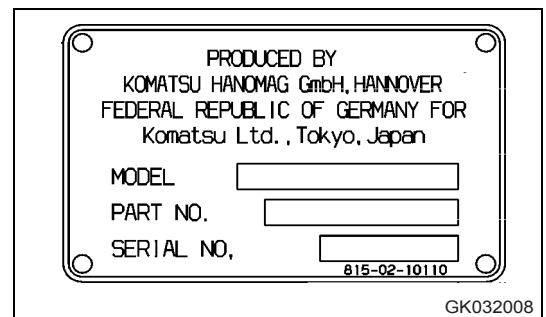 PRODUCED BY
KOMATSU HANOMAG GmbH, HANNOVER
FEDERAL REPUBLIC OF GERMANY FOR
Komatsu Ltd., Tokyo, Japan
MODEL
PART NO.
SERIAL NO,
815-02-10110
GK032008